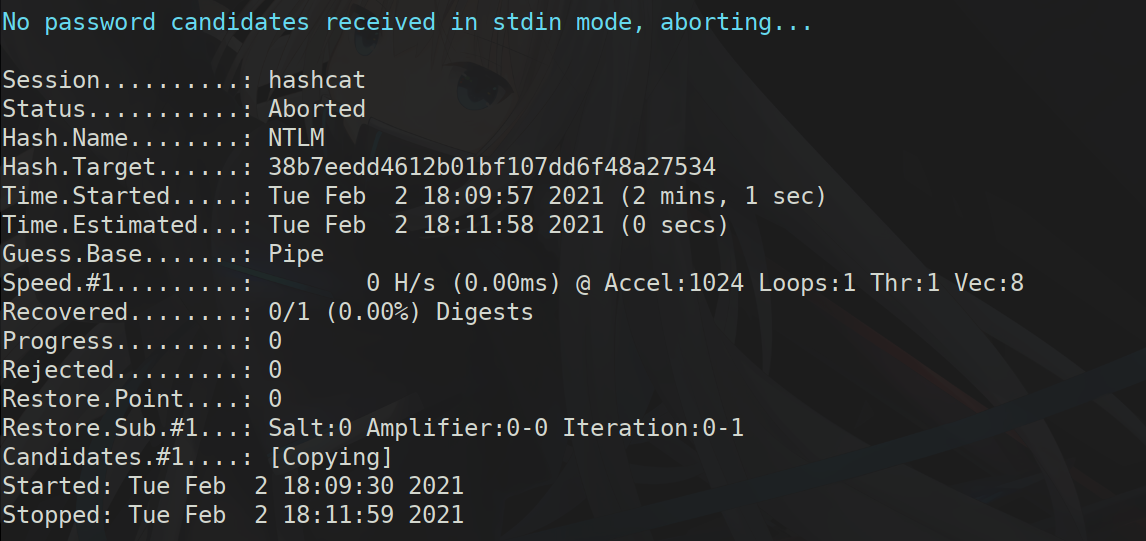 No password candidates received in stdin mode, aborting...
Session..........: hashcat
Status...........: Aborted
Hash.Name........: NTLM
Hash.Target......: 38b7eedd4612b01bf107dd6f48a27534
Time.Started.....: Tue Feb  2 18:09:57 2021 (2 mins, 1 sec)
Time.Estimated...: Tue Feb  2 18:11:58 2021 (0 secs)
Guess.Base.......: Pipe
Speed.#1.........:        0 H/s (0.00ms) @ Accel:1024 Loops:1 Thr:1 Vec:8
Recovered........: 0/1 (0.00%) Digests
Progress.........: 0
Rejected.........: 0
Restore.Point....: 0
Restore.Sub.#1...: Salt:0 Amplifier:0-0 Iteration:0-1
Candidates.#1....: [Copying]
Started: Tue Feb  2 18:09:30 2021
Stopped: Tue Feb  2 18:11:59 2021